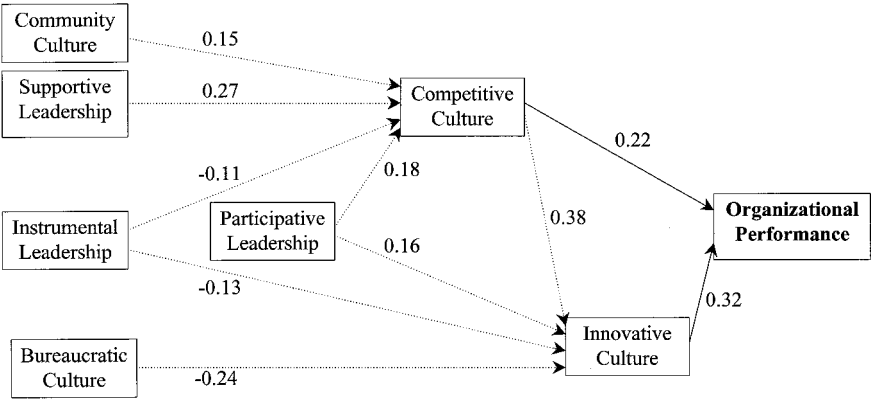 Community
Culture
0.15
Supportive
Leadership
0.27
Competitive
Culture
0.22
-0.11
0.18
Instrumental
Leadership
Participative
Leadership
0.16
0.38
Organizational
Performance
-0.13
0.32
Innovative
Culture
Bureaucratic
Culture
-0.24